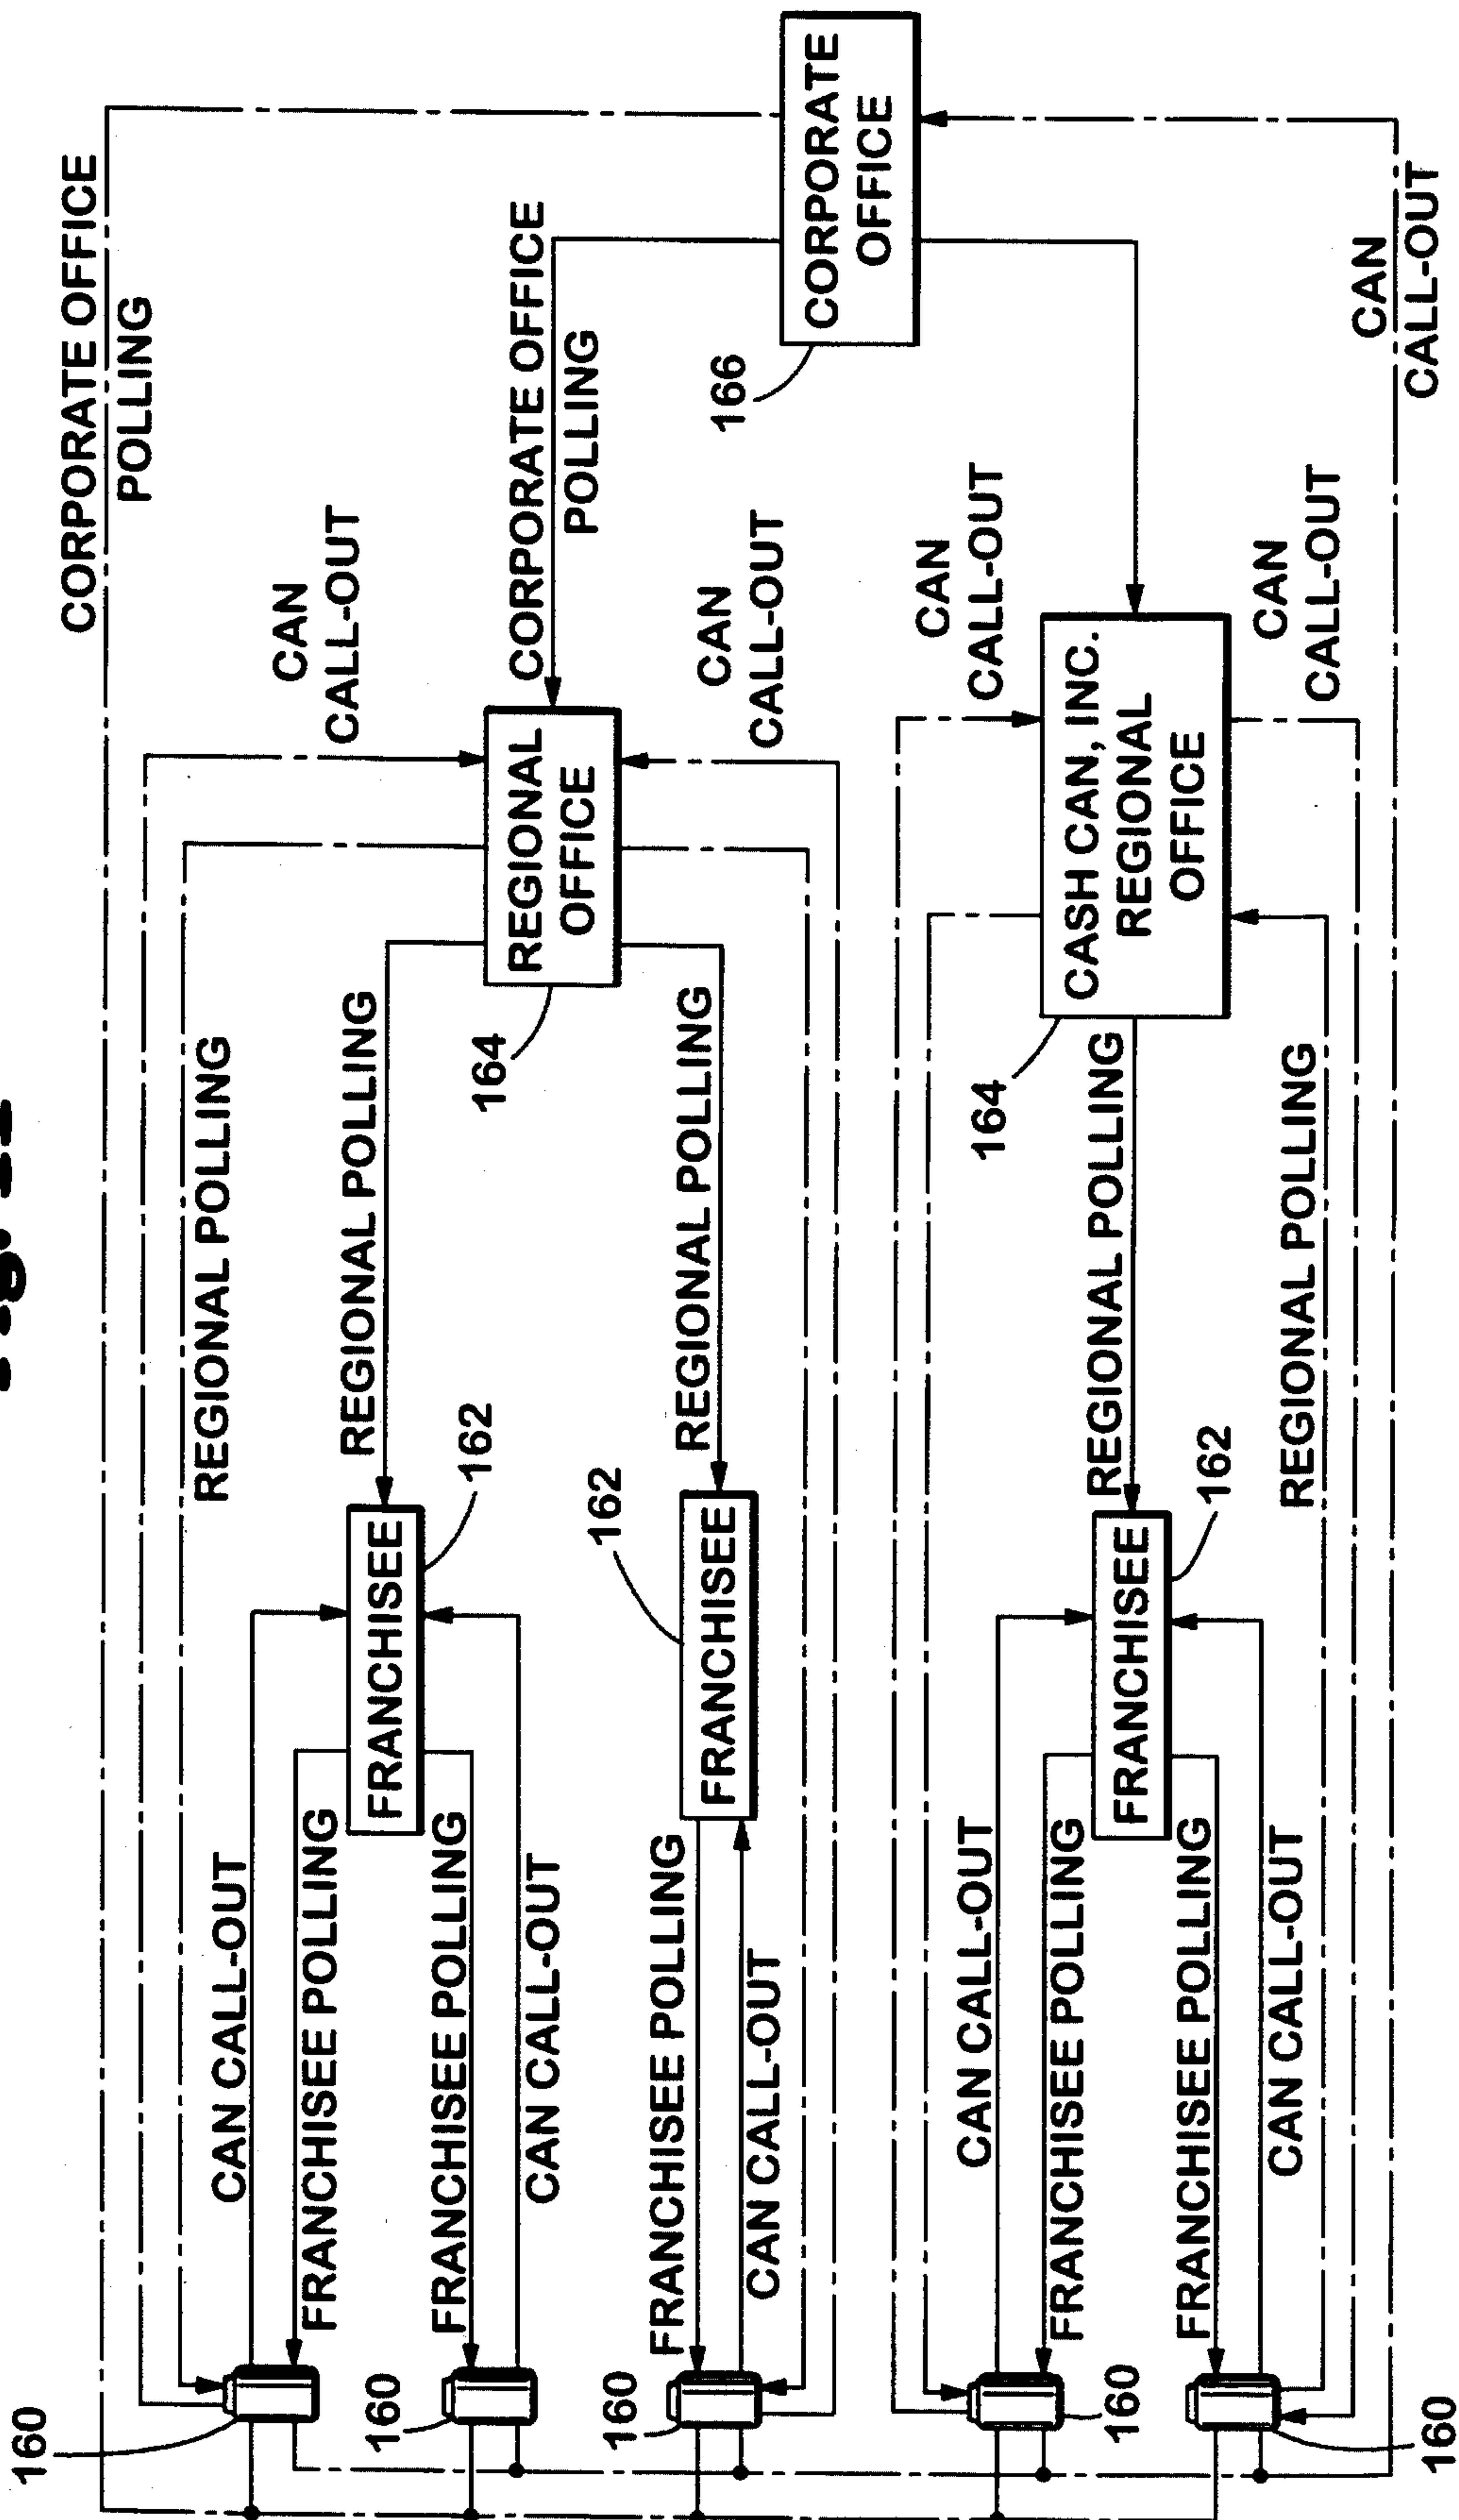 160
CORPORATE OFFICE
POLLING
REGIONAL POLLING
CAN CALL-OUT
CAN
CALL-OUT
FRANCHISEE POLLING
REGIONAL POLLING
160
FRANCHISEE
FRANCHISEE POLLING
162
164
REGIONAL
OFFICE
CORPORATE OFFICE
POLLING
CAN CALL-OUT
162
160
FRANCHISEE POLLING
REGIONAL POLLING
CAN
CALL-OUT
FRANCHISEE
166
CAN CALL-OUT
CORPORATE
OFFICE
CAN
CALL-OUT
CAN CALL-OUT
164
FRANCHISEE POLLING
CASH CAN, INC.
REGIONAL
OFFICE
REGIONAL POLLING
160
FRANCHISEE
FRANCHISEE POLLING
162
CAN
CALL-OUT
CAN CALL-OUT
REGIONAL POLLING
CAN
CALL-OUT
160